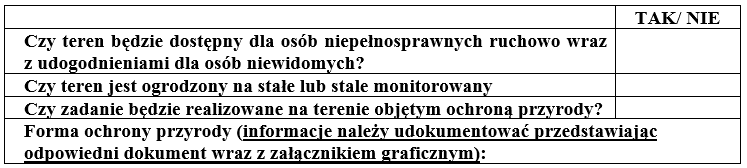 TAK/ NIE
Czy teren będzie dostępny dla osób niepełnosprawnych ruchowo wraz
z udogodnieniami dla osób niewidomych?
Czy teren jest ogrodzony na stałe lub stale monitorowany
Czy zadanie będzie realizowane na terenie objętym ochroną przyrody?
Forma ochrony przyrody (informacje należy udokumentować przedstawiając
odpowiedni dokument wraz z załącznikiem graficznym):